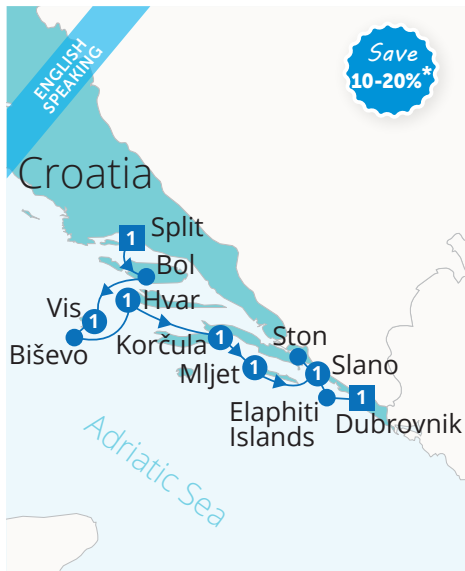 ENGLISH
SPEAKING
Save
10-20%*
Croatia
1 Split
Bol
1 Hvar
Vis 1
Biševo
Korčula 1
Ston
Mljet 1
1 Slano
Elaphiti
Islands
1
Dubrovnik
Adriatic Sea